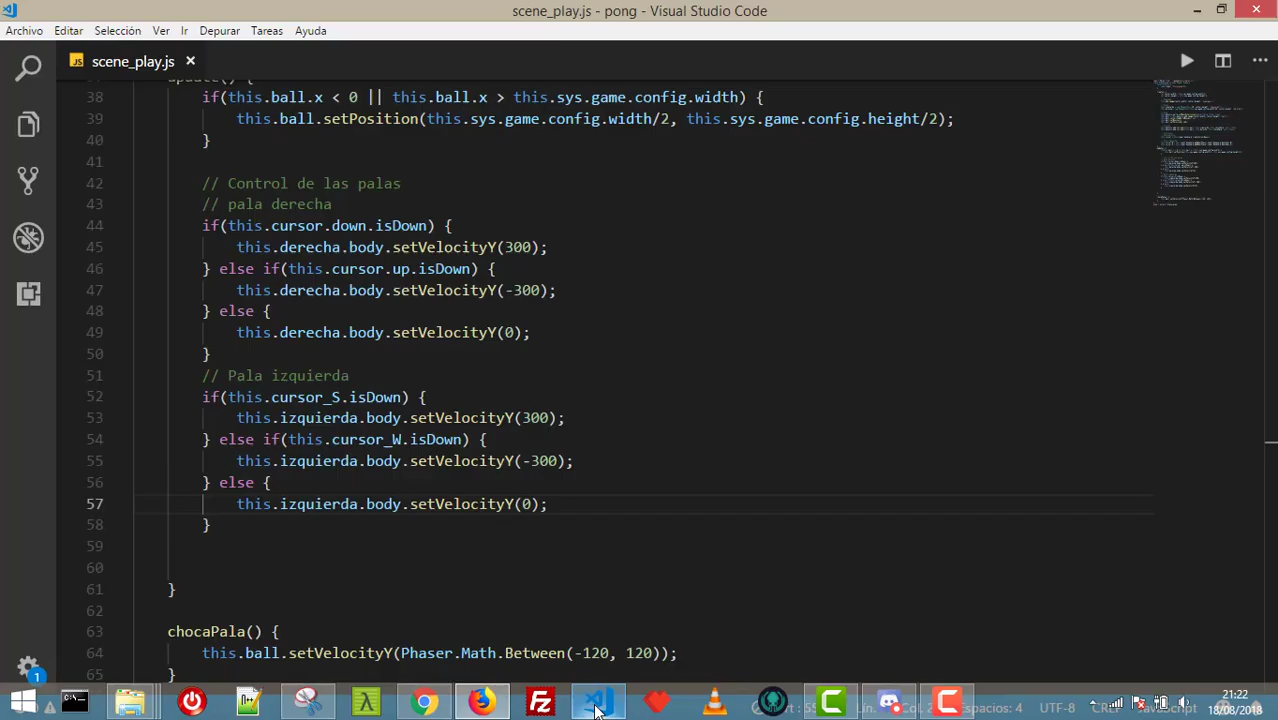 scene_play.js - pong - Visual Studio Code
Archivo Editar Selección Ver Ir Depurar Tareas Ayuda
JS scene_play.js
38 if(this.ball.x < 0 || this.ball.x > this.sys.game.config.width) {
39 this.ball.setPosition(this.sys.game.config.width/2, this.sys.game.config.height/2);
40 }
41
42 // Control de las palas
43 // pala derecha
44 if(this.cursor.down.isDown) {
45 this.derecha.body.setVelocityY(300);
46 } else if(this.cursor.up.isDown) {
47 this.derecha.body.setVelocityY(-300);
48 } else {
49 this.derecha.body.setVelocityY(0);
50 }
51 // Pala izquierda
52 if(this.cursor_S.isDown) {
53 this.izquierda.body.setVelocityY(300);
54 } else if(this.cursor_W.isDown) {
55 this.izquierda.body.setVelocityY(-300);
56 } else {
57 this.izquierda.body.setVelocityY(0);
58 }
59
60
61 }
62
63 chocaPala() {
64 this.ball.setVelocityY(Phaser.Math.Between(-120, 120));
65 }
1
21:22
18/08/2018